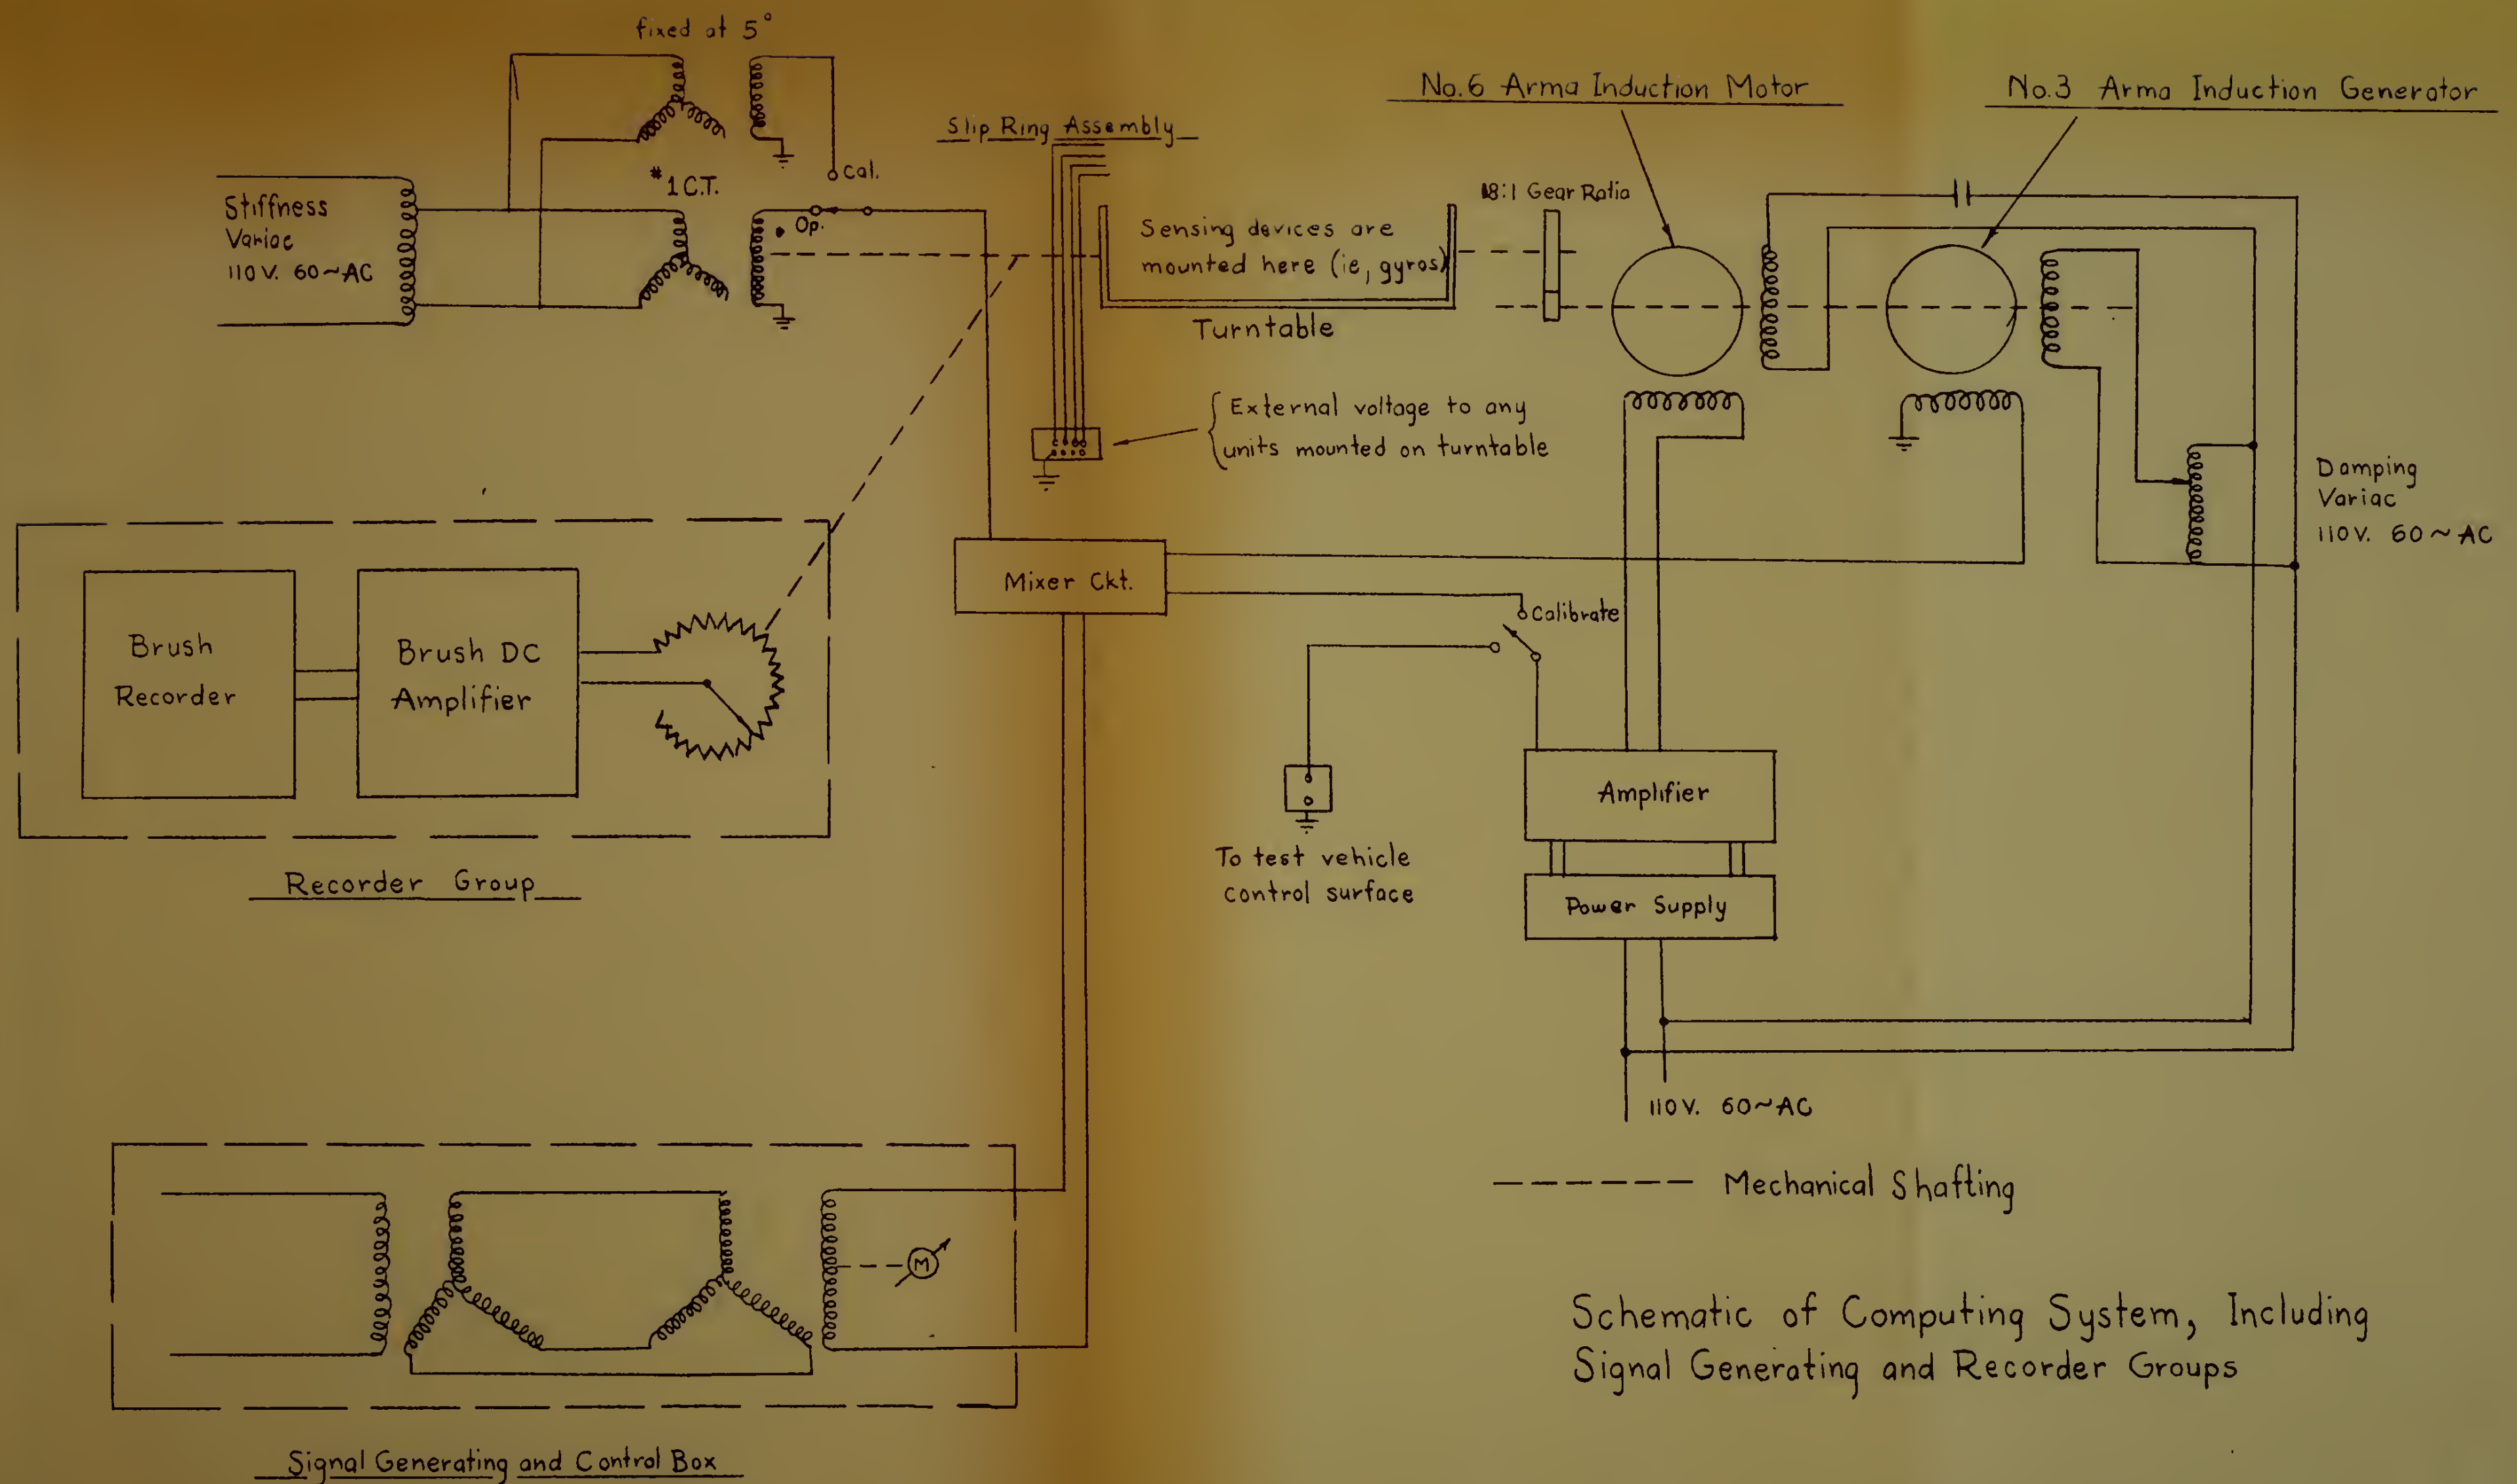 fixed at 5°
No.6 Arma Induction Motor
No.3 Arma Induction Generator
Slip Ring Assembly
Cal.
#1 C.T.
18:1 Gear Ratio
Stiffness
Variac
110 V. 60~AC
Op.
Sensing devices are
mounted here (ie, gyros)
Turntable
External voltage to any
units mounted on turntable
Damping
Variac
110 V. 60~AC
Mixer Ckt.
Calibrate
Brush
Recorder
Brush DC
Amplifier
Amplifier
To test vehicle
control surface
Recorder Group
Power Supply
110 V. 60~AC
Mechanical Shafting
M
Schematic of Computing System, Including
Signal Generating and Recorder Groups
Signal Generating and Control Box